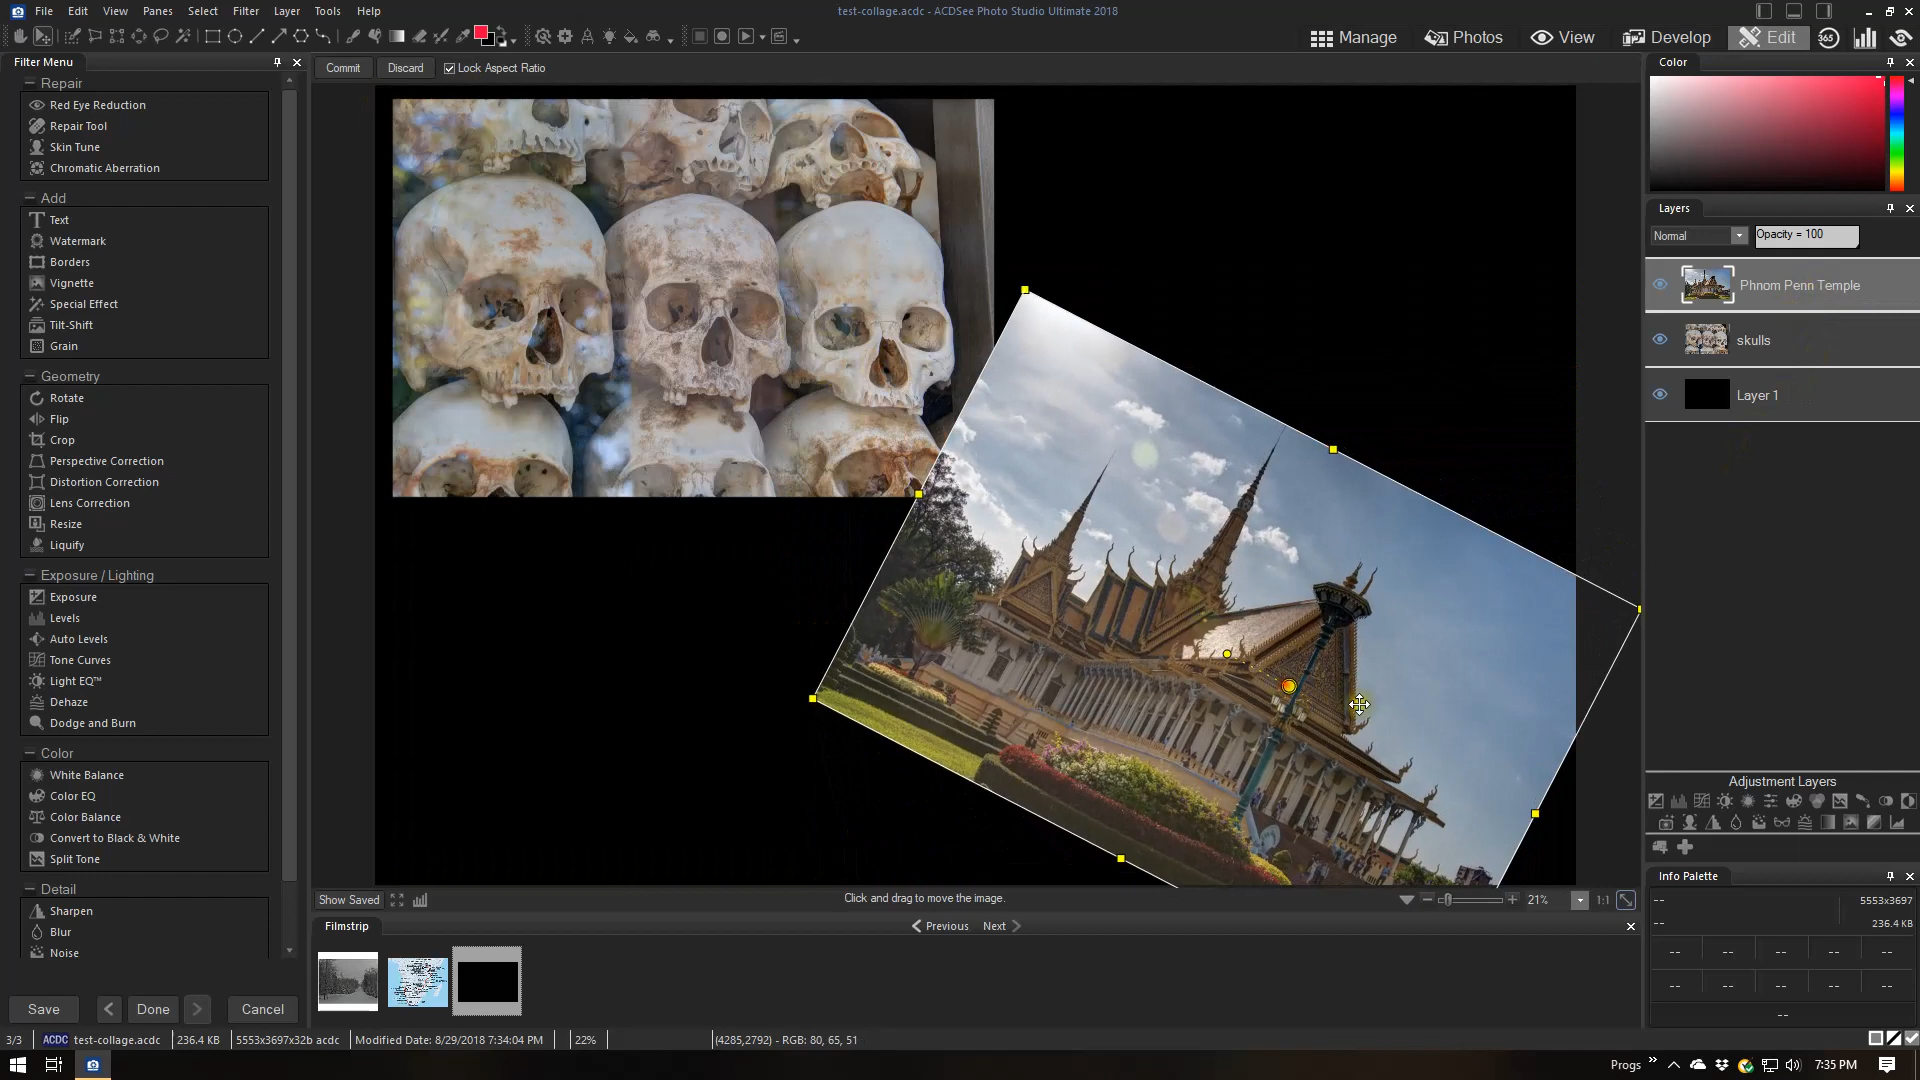 File Edit View Panes Select Filter Layer Tools Help
test-collage.acdc - ACDSee Photo Studio Ultimate 2018
Manage Photos View Develop Edit 365
Filter Menu
Commit Discard Lock Aspect Ratio
Repair
Red Eye Reduction
Repair Tool
Skin Tune
Chromatic Aberration
Add
Text
Watermark
Borders
Vignette
Special Effect
Tilt-Shift
Grain
Geometry
Rotate
Flip
Crop
Perspective Correction
Distortion Correction
Lens Correction
Resize
Liquify
Exposure / Lighting
Exposure
Levels
Auto Levels
Tone Curves
Light EQ™
Dehaze
Dodge and Burn
Color
White Balance
Color EQ
Color Balance
Convert to Black & White
Split Tone
Detail
Sharpen
Blur
Noise
Save Done Cancel
Color
Layers
Normal Opacity = 100
Phnom Penn Temple
skulls
Layer 1
Adjustment Layers
Info Palette
-- 5553x3697
-- 236.4 KB
-- -- -- -- --
-- -- -- -- --
--
Show Saved Click and drag to move the image. 21% 1:1
Filmstrip Previous Next
3/3 ACDC test-collage.acdc 236.4 KB 5553x3697x32b acdc Modified Date: 8/29/2018 7:34:04 PM 22% (4285,2792) - RGB: 80, 65, 51
Progs » 7:35 PM